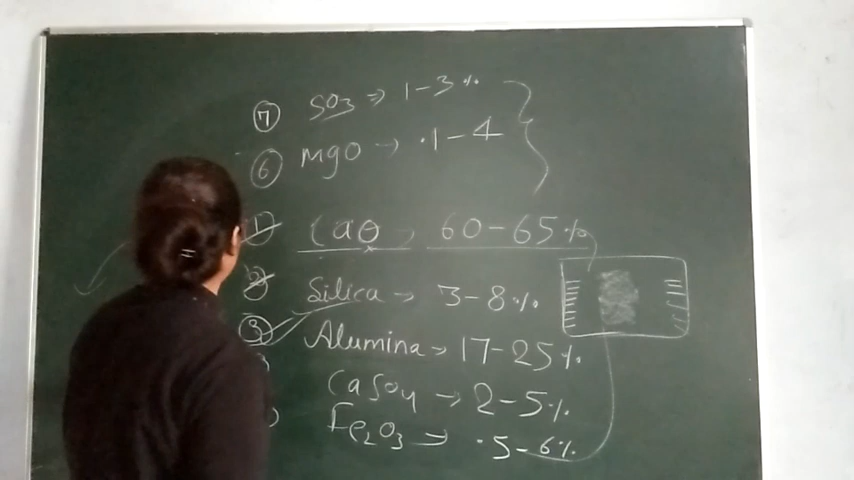 7 SO3 → 1-3%
6 MgO → .1-4
1 CaO → 60-65%
2 Silica → 3-8%
3 Alumina → 17-25%
CaSO4 → 2-5%
Fe2O3 → .5-6%